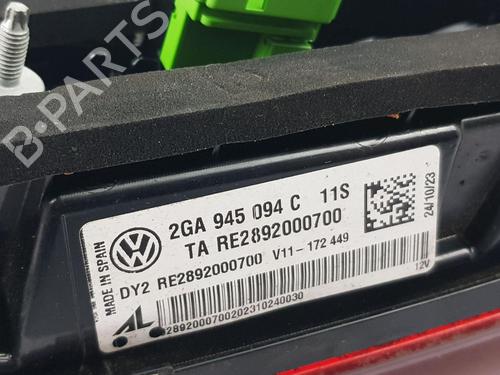 B-PARTS
2GA 945 094 C 11S
TA RE2892000700
DY2 RE2892000700 V11-172 449
2892000700202310240030
MADE IN SPAIN
24/10/23
12V
AL